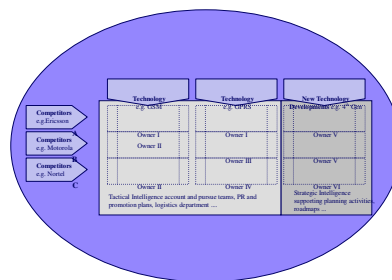 Technology
e.g. GSM
Technology
e.g. GPRS
New Technology
Developments e.g. 4th Gen
Competitors
e.g.Ericsson
A
Competitors
e.g. Motorola
B
Competitors
e.g. Nortel
C
Owner I
Owner I
Owner V
Owner II
Owner III
Owner V
Owner II
Owner IV
Owner VI
Tactical Intelligence account and pursue teams, PR and
promotion plans, logistics department ....
Strategic Intelligence
supporting planning activities,
roadmaps ...